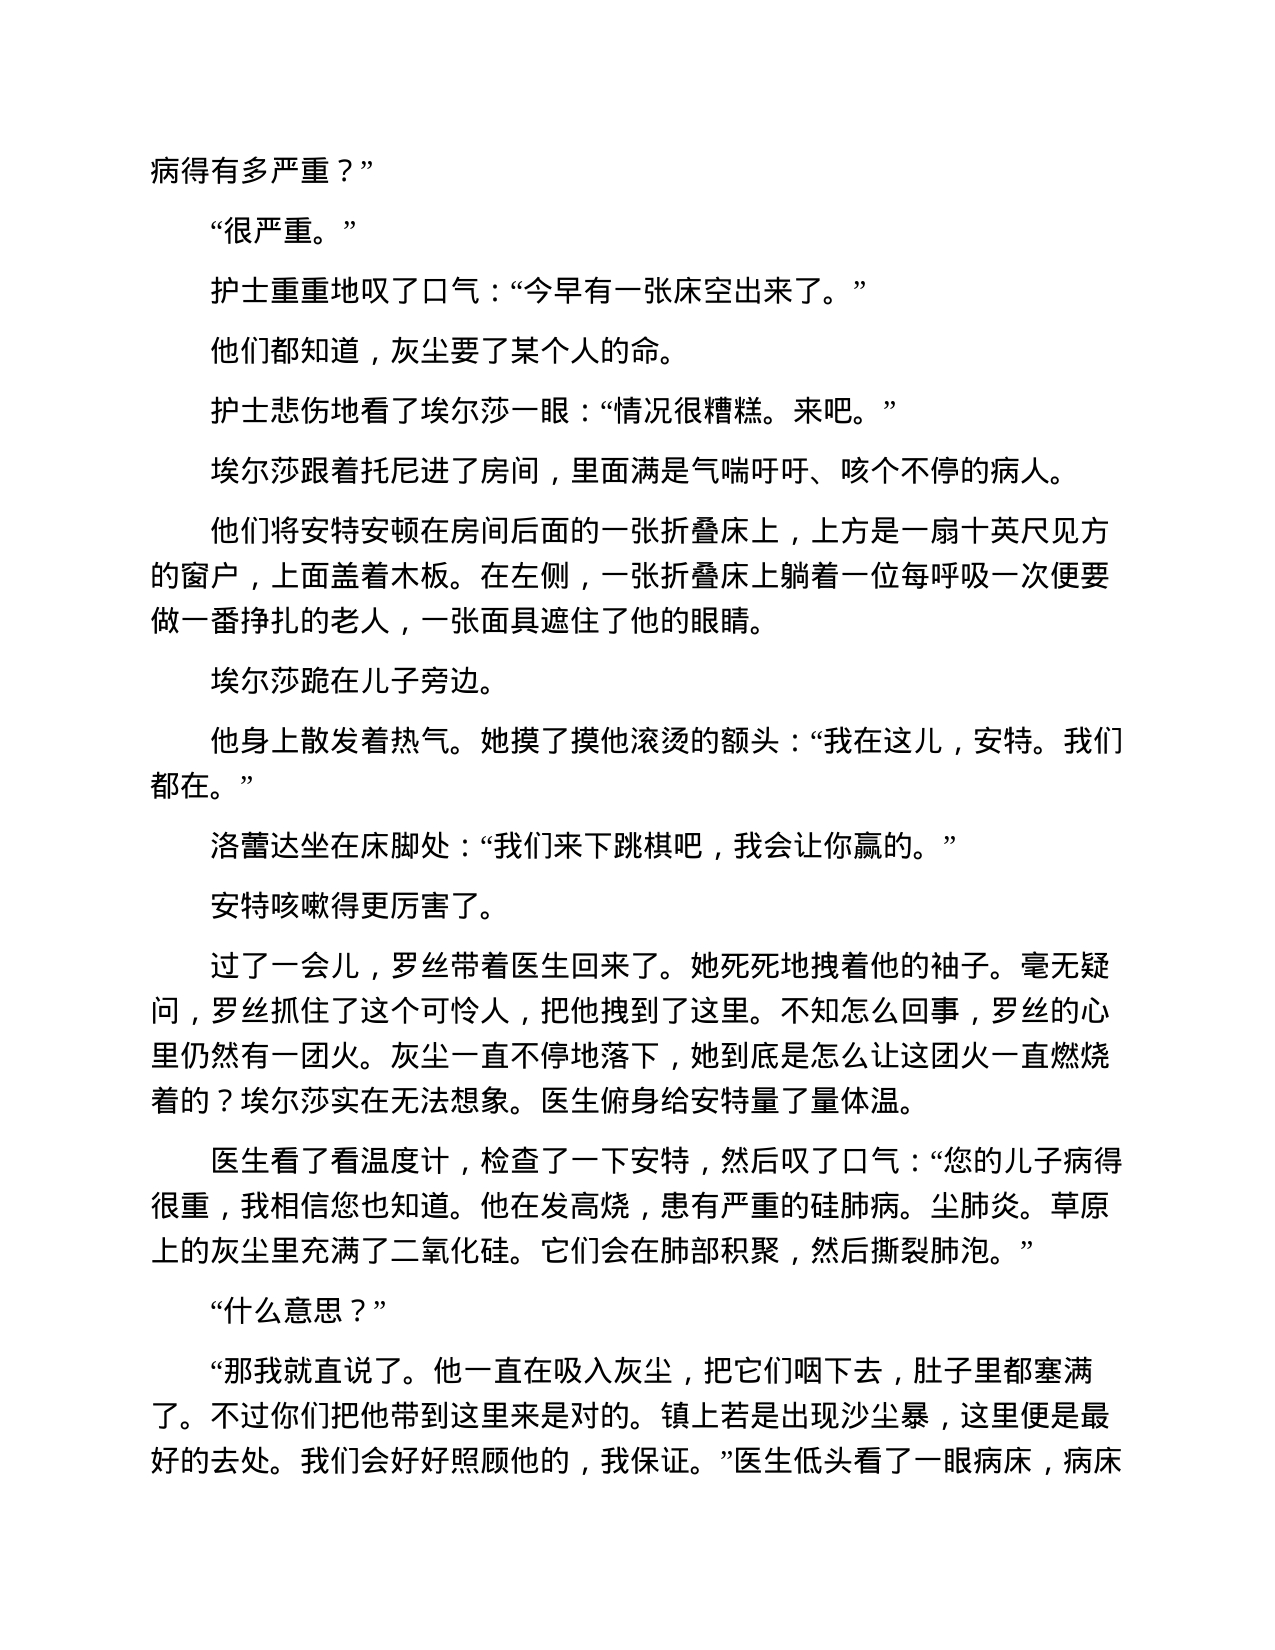 病得有多严重？”
“很严重。”
护士重重地叹了口气：“今早有一张床空出来了。”
他们都知道，灰尘要了某个人的命。
护士悲伤地看了埃尔莎一眼：“情况很糟糕。来吧。”
埃尔莎跟着托尼进了房间，里面满是气喘吁吁、咳个不停的病人。
他们将安特安顿在房间后面的一张折叠床上，上方是一扇十英尺见方
的窗户，上面盖着木板。在左侧，一张折叠床上躺着一位每呼吸一次便要
做一番挣扎的老人，一张面具遮住了他的眼睛。
埃尔莎跪在儿子旁边。
他身上散发着热气。她摸了摸他滚烫的额头：“我在这儿，安特。我们
都在。”
洛蕾达坐在床脚处：“我们来下跳棋吧，我会让你赢的。”
安特咳嗽得更厉害了。
过了一会儿，罗丝带着医生回来了。她死死地拽着他的袖子。毫无疑
问，罗丝抓住了这个可怜人，把他拽到了这里。不知怎么回事，罗丝的心
里仍然有一团火。灰尘一直不停地落下，她到底是怎么让这团火一直燃烧
着的？埃尔莎实在无法想象。医生俯身给安特量了量体温。
医生看了看温度计，检查了一下安特，然后叹了口气：“您的儿子病得
很重，我相信您也知道。他在发高烧，患有严重的硅肺病。尘肺炎。草原
上的灰尘里充满了二氧化硅。它们会在肺部积聚，然后撕裂肺泡。”
“什么意思？”
“那我就直说了。他一直在吸入灰尘，把它们咽下去，肚子里都塞满
了。不过你们把他带到这里来是对的。镇上若是出现沙尘暴，这里便是最
好的去处。我们会好好照顾他的，我保证。”医生低头看了一眼病床，病床